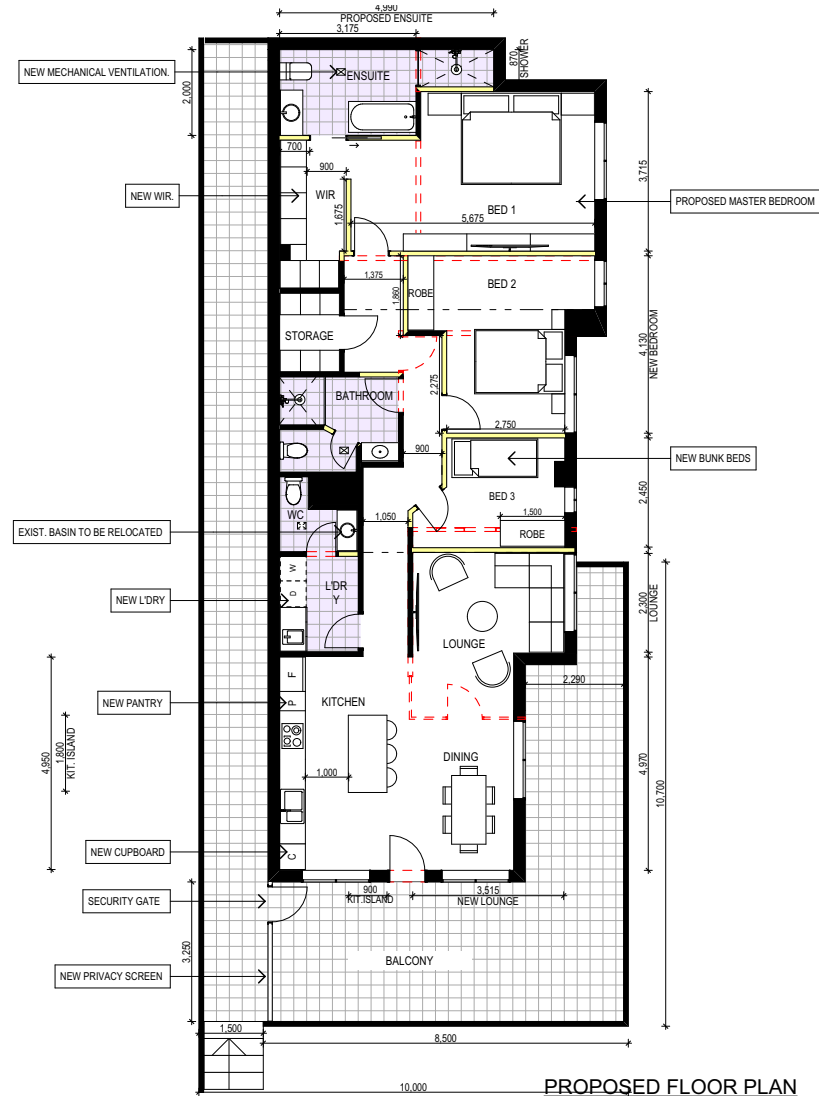 4,990
PROPOSED ENSUITE
3,175
870
SHOWER
NEW MECHANICAL VENTILATION.
ENSUITE
2,000
700
900
WIR
NEW WIR.
1,675
BED 1
5,675
3,715
PROPOSED MASTER BEDROOM
1,375
1,860
ROBE
BED 2
STORAGE
4,130
NEW BEDROOM
BATHROOM
2,275
2,750
900
NEW BUNK BEDS
BED 3
2,450
1,500
ROBE
WC
1,050
EXIST. BASIN TO BE RELOCATED
W
D
L'DR
Y
NEW L'DRY
LOUNGE
2,300
LOUNGE
F
P
KITCHEN
NEW PANTRY
2,290
4,950
1,800
KIT. ISLAND
1,000
DINING
4,970
10,700
NEW CUPBOARD
C
900
KIT.ISLAND
3,515
NEW LOUNGE
SECURITY GATE
3,250
BALCONY
NEW PRIVACY SCREEN
1,500
8,500
10,000
PROPOSED FLOOR PLAN